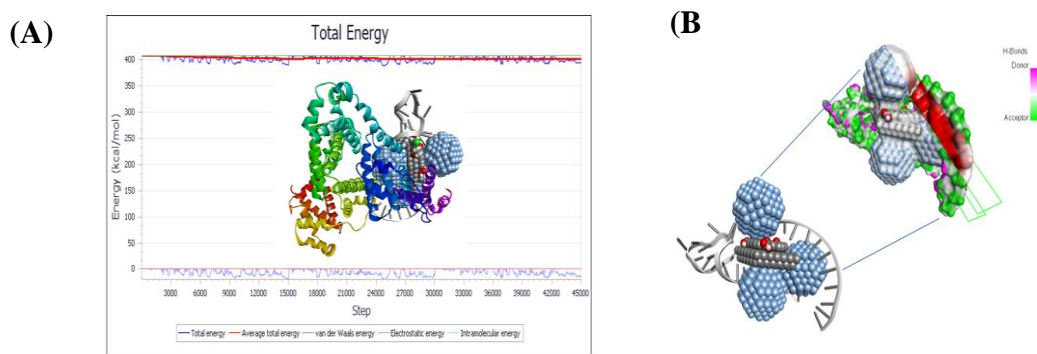 (A)
Total Energy
Energy (kcal/mol)
400
350
300
250
200
150
100
50
0
3000 6000 9000 12000 15000 18000 21000 24000 27000 30000 33000 36000 39000 42000 45000
Step
Total energy Average total energy van der Waals energy Electrostatic energy Intramolecular energy
(B
H-Bonds
Donor
Acceptor